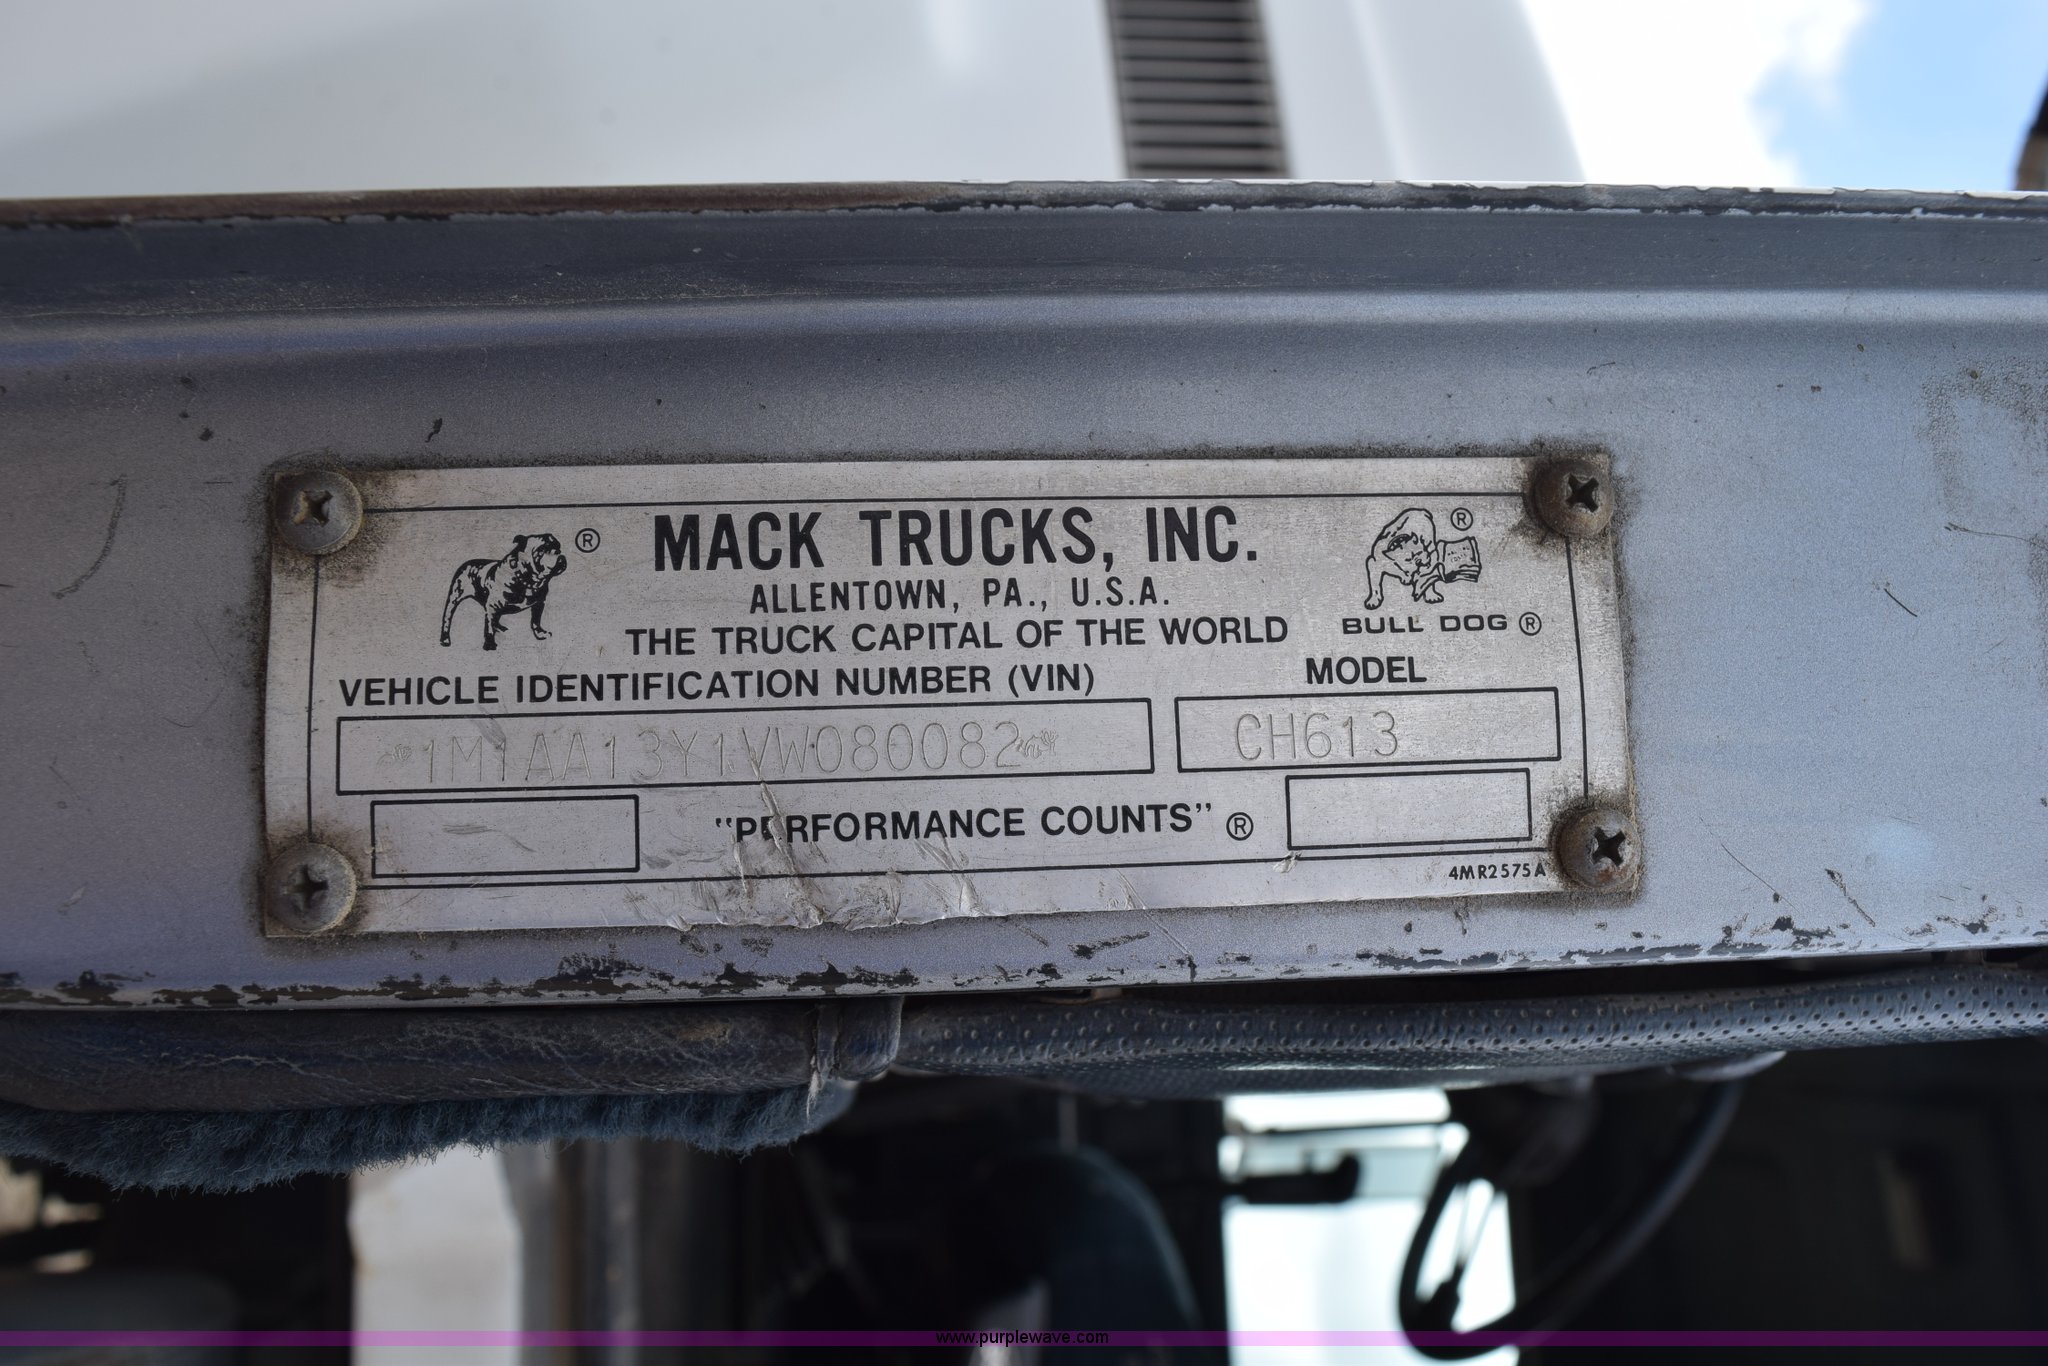 MACK TRUCKS, INC.
ALLENTOWN, PA., U.S.A.
THE TRUCK CAPITAL OF THE WORLD
®
®
BULL DOG ®
VEHICLE IDENTIFICATION NUMBER (VIN)
MODEL
1M1AA13Y1VW080082
CH613
"PERFORMANCE COUNTS" ®
4MR2575A
www.purplewave.com